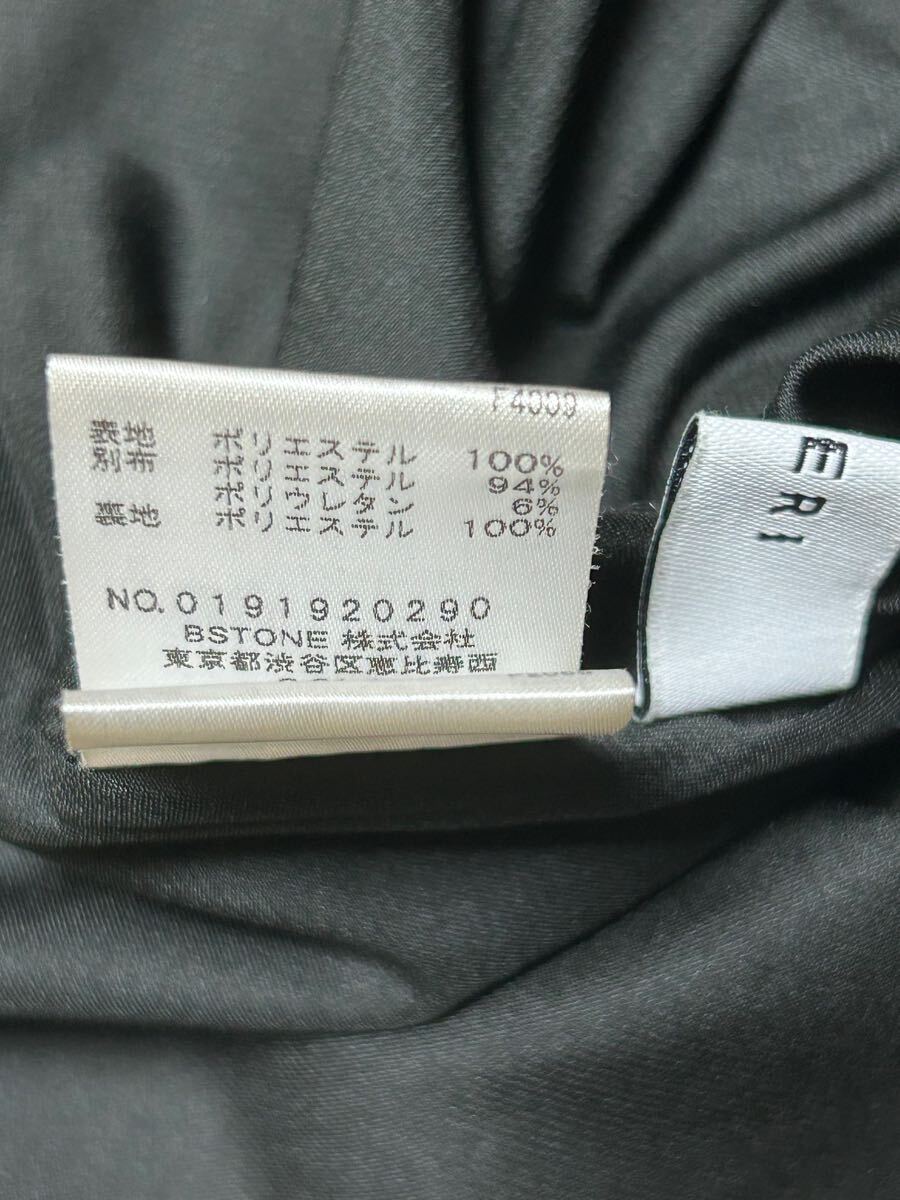 F4009
表地 ポリエステル 100%
別布 ポリエステル 94%
ポリウレタン 6%
裏地 ポリエステル 100%
NO.0191920290
BSTONE 株式会社
東京都渋谷区恵比寿西
ERI